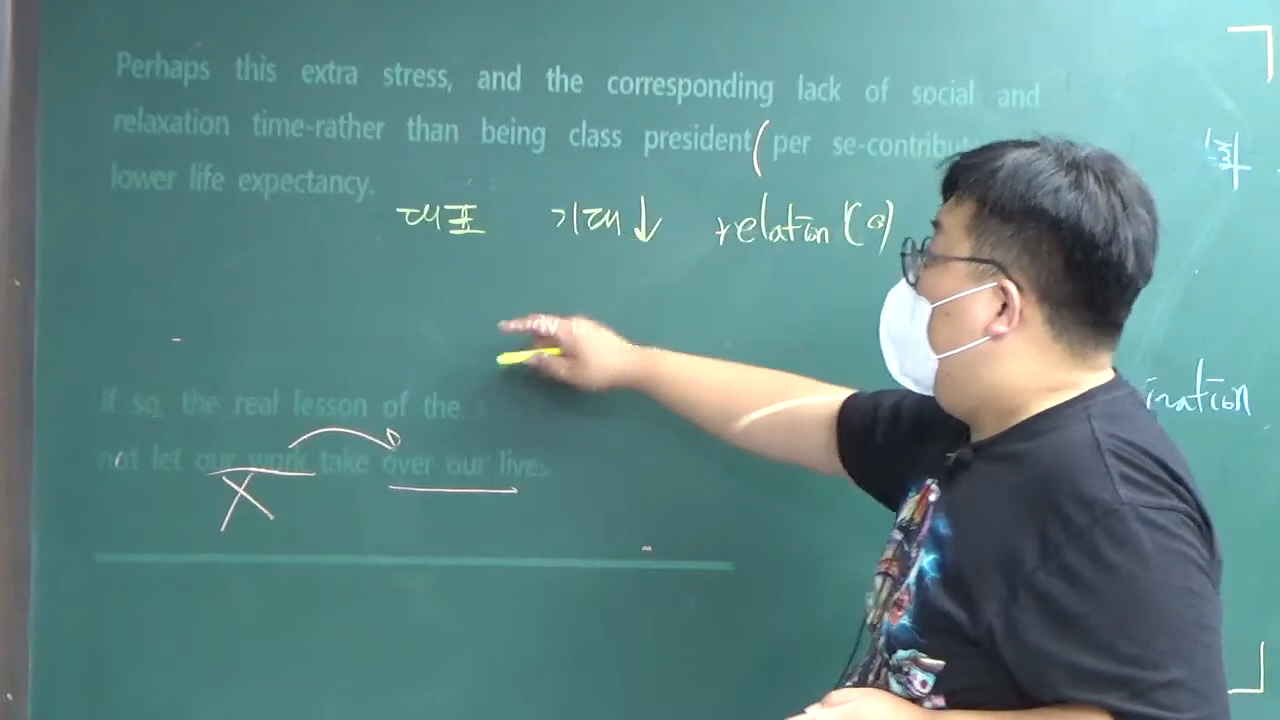 Perhaps this extra stress, and the corresponding lack of social and
relaxation time-rather than being class president (per se-contribut
lower life expectancy.
대표 기대↓ relation(o)
If so, the real lesson of the
not let our work take over our lives
ination